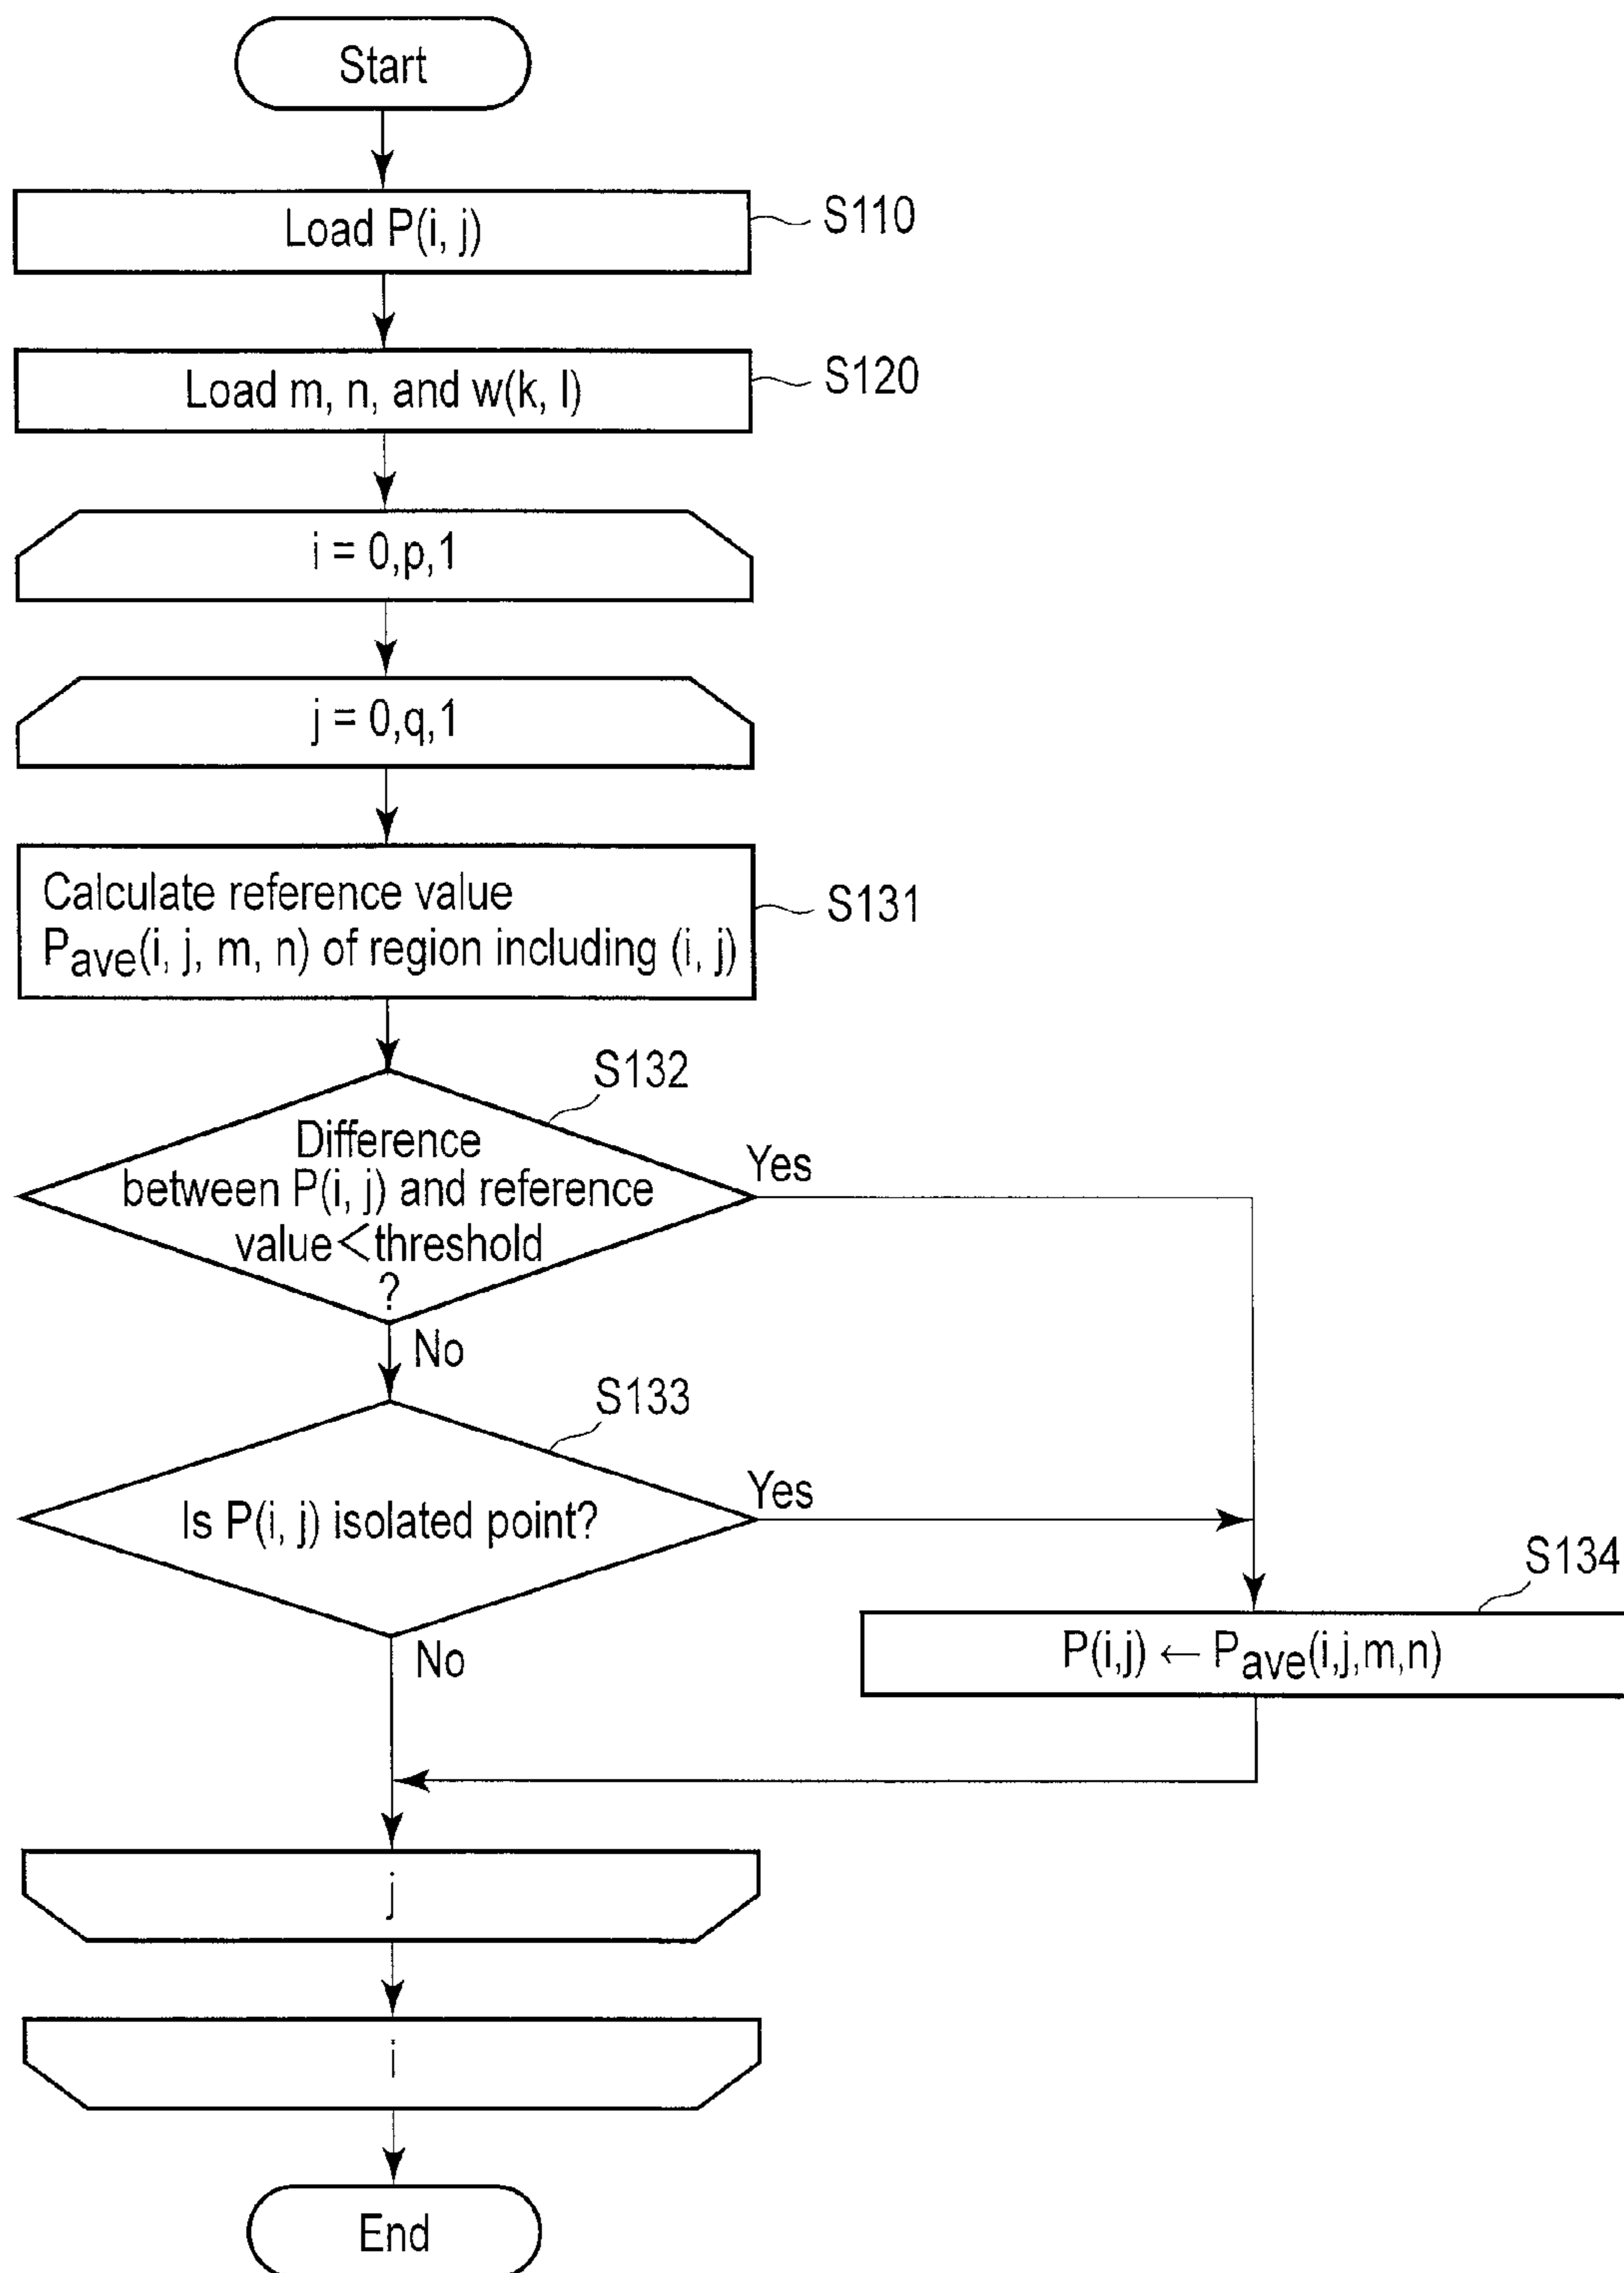 Start
Load P(i, j)
S110
Load m, n, and w(k, l)
S120
i = 0,p,1
j = 0,q,1
Calculate reference value
Pave(i, j, m, n) of region including (i, j)
S131
S132
Difference
between P(i, j) and reference
value<threshold
?
Yes
No
S133
Is P(i, j) isolated point?
Yes
No
S134
P(i,j) ← Pave(i,j,m,n)
j
i
End